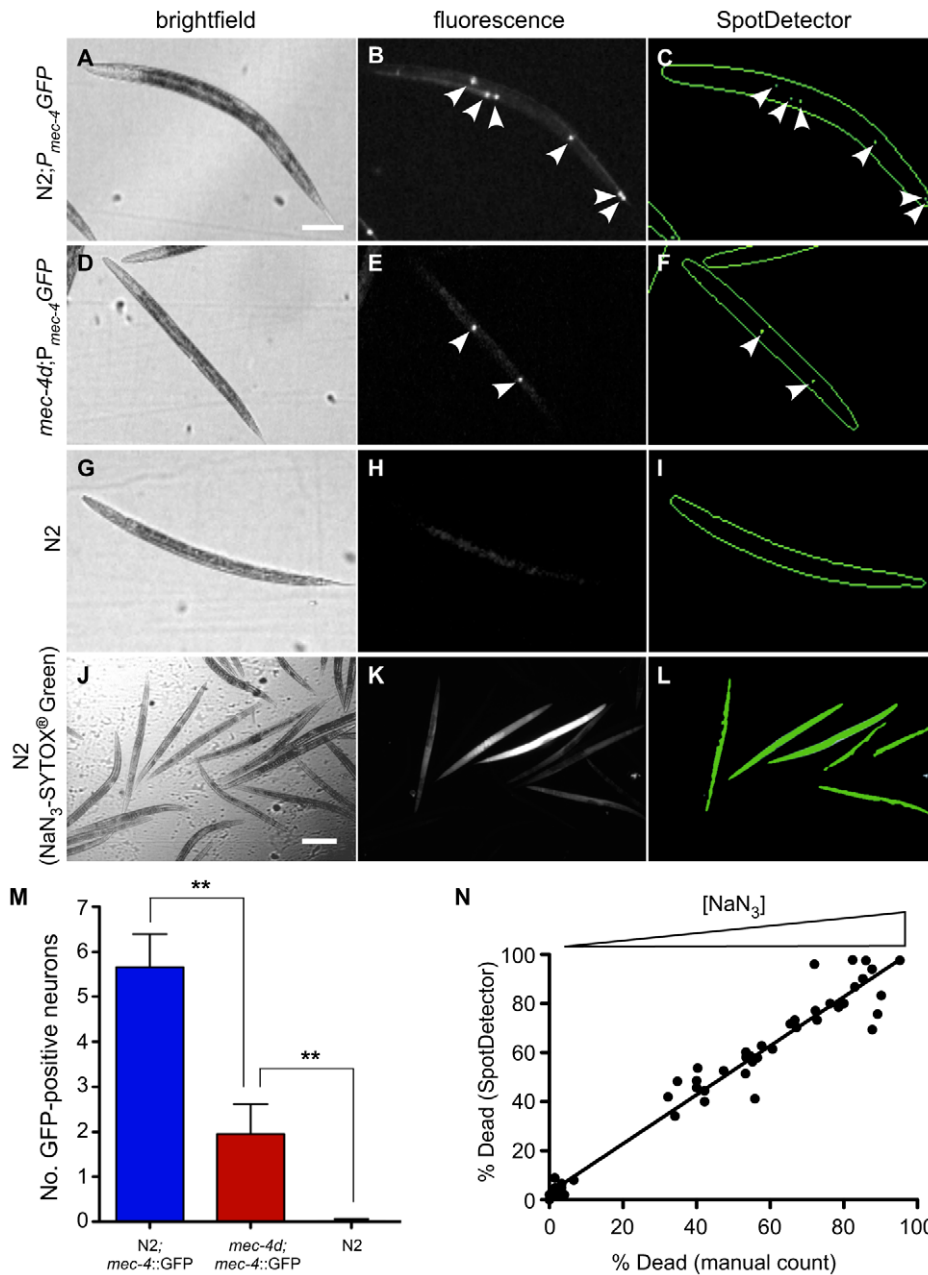 brightfield fluorescence SpotDetector
N2;P_mec-4GFP
A B C
mec-4d;P_mec-4GFP
D E F
N2
G H I
N2
(NaN₃-SYTOX® Green)
J K L
M
No. GFP-positive neurons
7
6
5
4
3
2
1
0
**
**
N2; mec-4d; N2
mec-4::GFP mec-4::GFP
N
[NaN₃]
% Dead (SpotDetector)
100
80
60
40
20
0
0 20 40 60 80 100
% Dead (manual count)